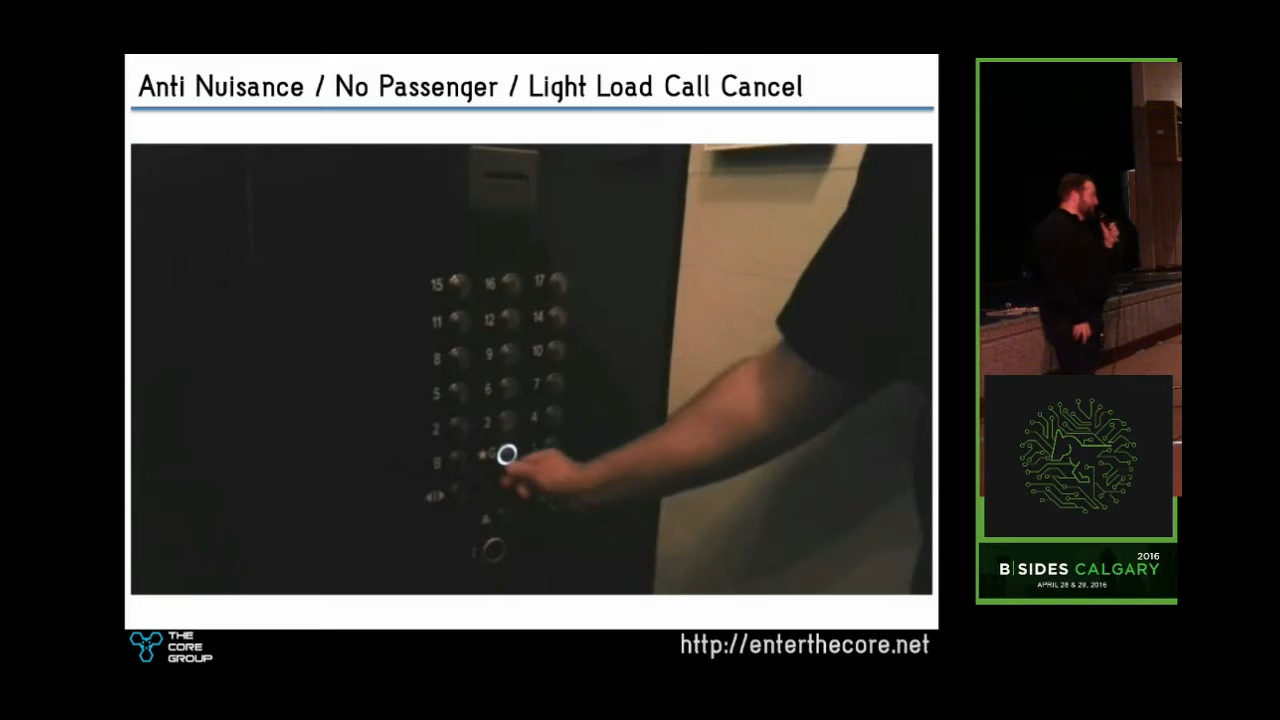 Anti Nuisance / No Passenger / Light Load Call Cancel
15 16 17
11 12 14
8 9 10
5 6 7
2 3 4
B ★G
THE
CORE
GROUP
http://enterthecore.net
2016
B|SIDES CALGARY
APRIL 28 & 29, 2016